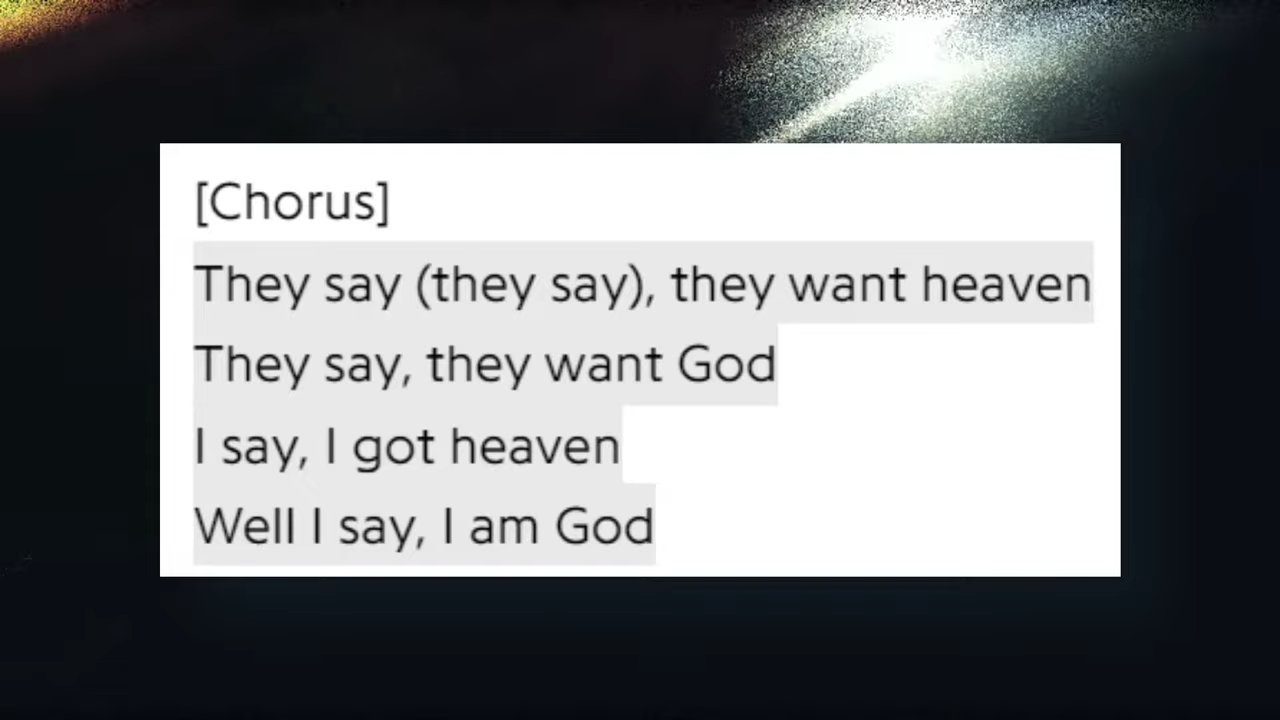 [Chorus]
They say (they say), they want heaven
They say, they want God
I say, I got heaven
Well I say, I am God